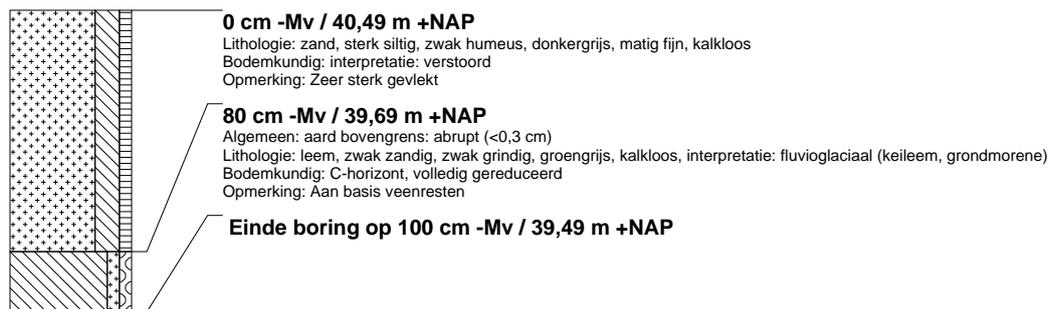 0 cm -Mv / 40,49 m +NAP
Lithologie: zand, sterk siltig, zwak humeus, donkergrijs, matig fijn, kalkloos
Bodemkundig: interpretatie: verstoord
Opmerking: Zeer sterk gevlekt
80 cm -Mv / 39,69 m +NAP
Algemeen: aard bovengrens: abrupt (<0,3 cm)
Lithologie: leem, zwak zandig, zwak grindig, groengrijs, kalkloos, interpretatie: fluvioglaciaal (keileem, grondmorene)
Bodemkundig: C-horizont, volledig gereduceerd
Opmerking: Aan basis veenresten
Einde boring op 100 cm -Mv / 39,49 m +NAP